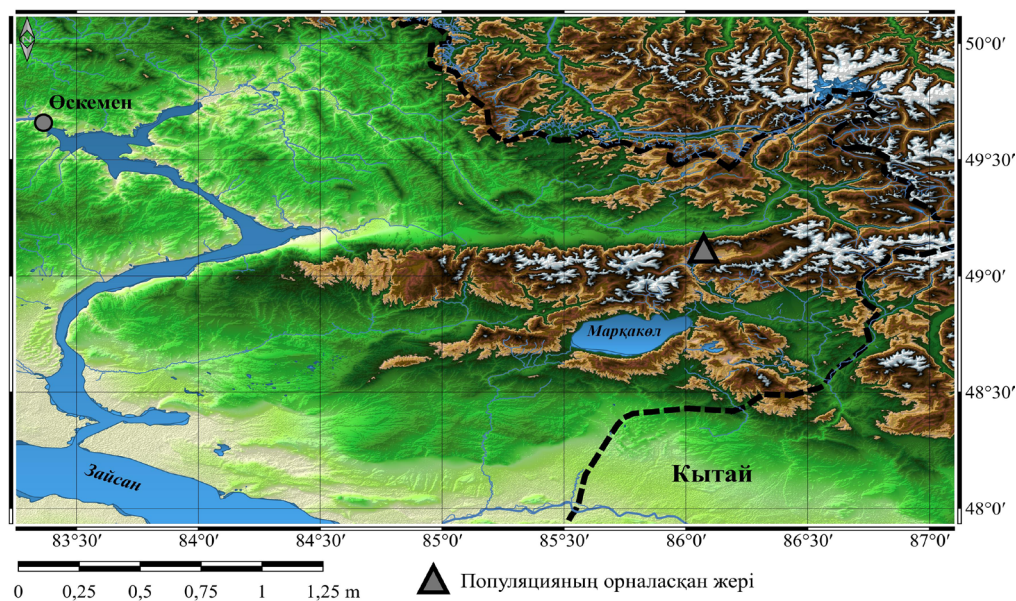 N
50°0′
Өскемен
49°30′
49°0′
Марқакөл
48°30′
Кытай
Зайсан
48°0′
83°30′ 84°0′ 84°30′ 85°0′ 85°30′ 86°0′ 86°30′ 87°0′
0 0,25 0,5 0,75 1 1,25 m
Популяцияның орналасқан жері